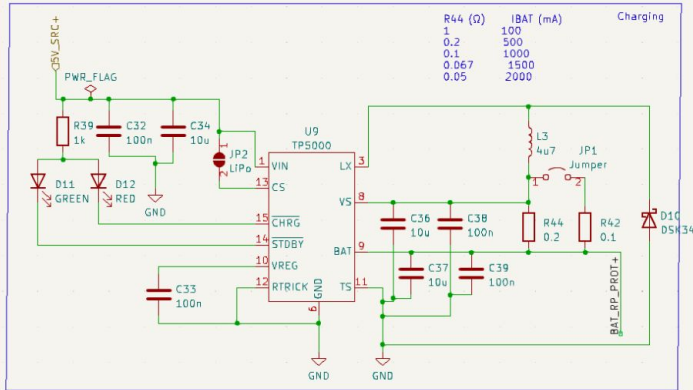 R44 (Ω) IBAT (mA)
1 100
0.2 500
0.1 1000
0.067 1500
0.05 2000
Charging
5V_SRC+
PWR_FLAG
R39
1k
C32
100n
C34
10u
GND
D11
GREEN
D12
RED
JP2
LiPo
1
2
U9
TP5000
1 VIN
13 CS
15 CHRG
14 STDBY
10 VREG
12 RTRICK
GND
6
LX 3
VS 8
BAT 9
TS 11
C33
100n
GND
GND
C36
10u
C38
100n
C37
10u
C39
100n
L3
4u7
JP1
Jumper
1 2
R44
0.2
R42
0.1
BAT_RP_PROT+
DSK34